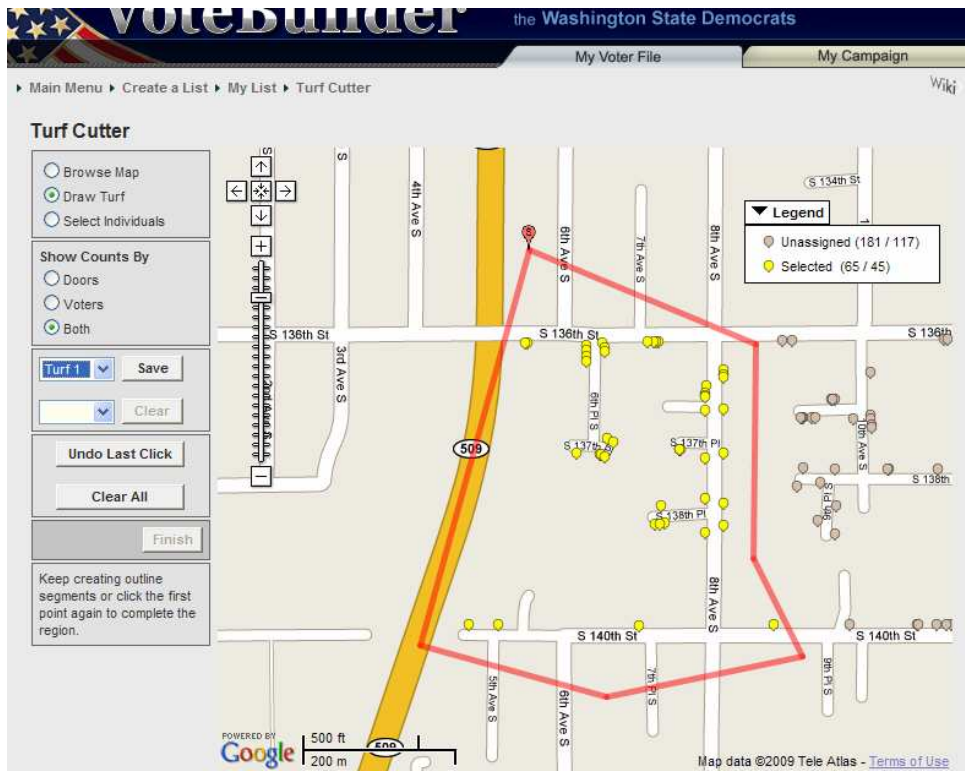 VoteBuilder
the Washington State Democrats
My Voter File
My Campaign
Main Menu Create a List My List Turf Cutter
Wiki
Turf Cutter
Browse Map
Draw Turf
Select Individuals
Show Counts By
Doors
Voters
Both
Turf 1
Save
Clear
Undo Last Click
Clear All
Finish
Keep creating outline
segments or click the first
point again to complete the
region.
S
S
4th Ave S
6th Ave S
7th Ave S
8th Ave S
S 134th St
1
Legend
Unassigned (181 / 117)
Selected (65 / 45)
S
S 136th St
S 136th St
S 136th
3rd Ave S
6th Pl S
S 137th Pl
S 137th Pl
10th Ave S
509
S 138th
S 138th Pl
9th Pl S
8th Ave S
S 140th St
S 140th St
5th Ave S
6th Ave S
7th Pl S
9th Pl S
509
POWERED BY
Google
500 ft
200 m
Map data ©2009 Tele Atlas - Terms of Use